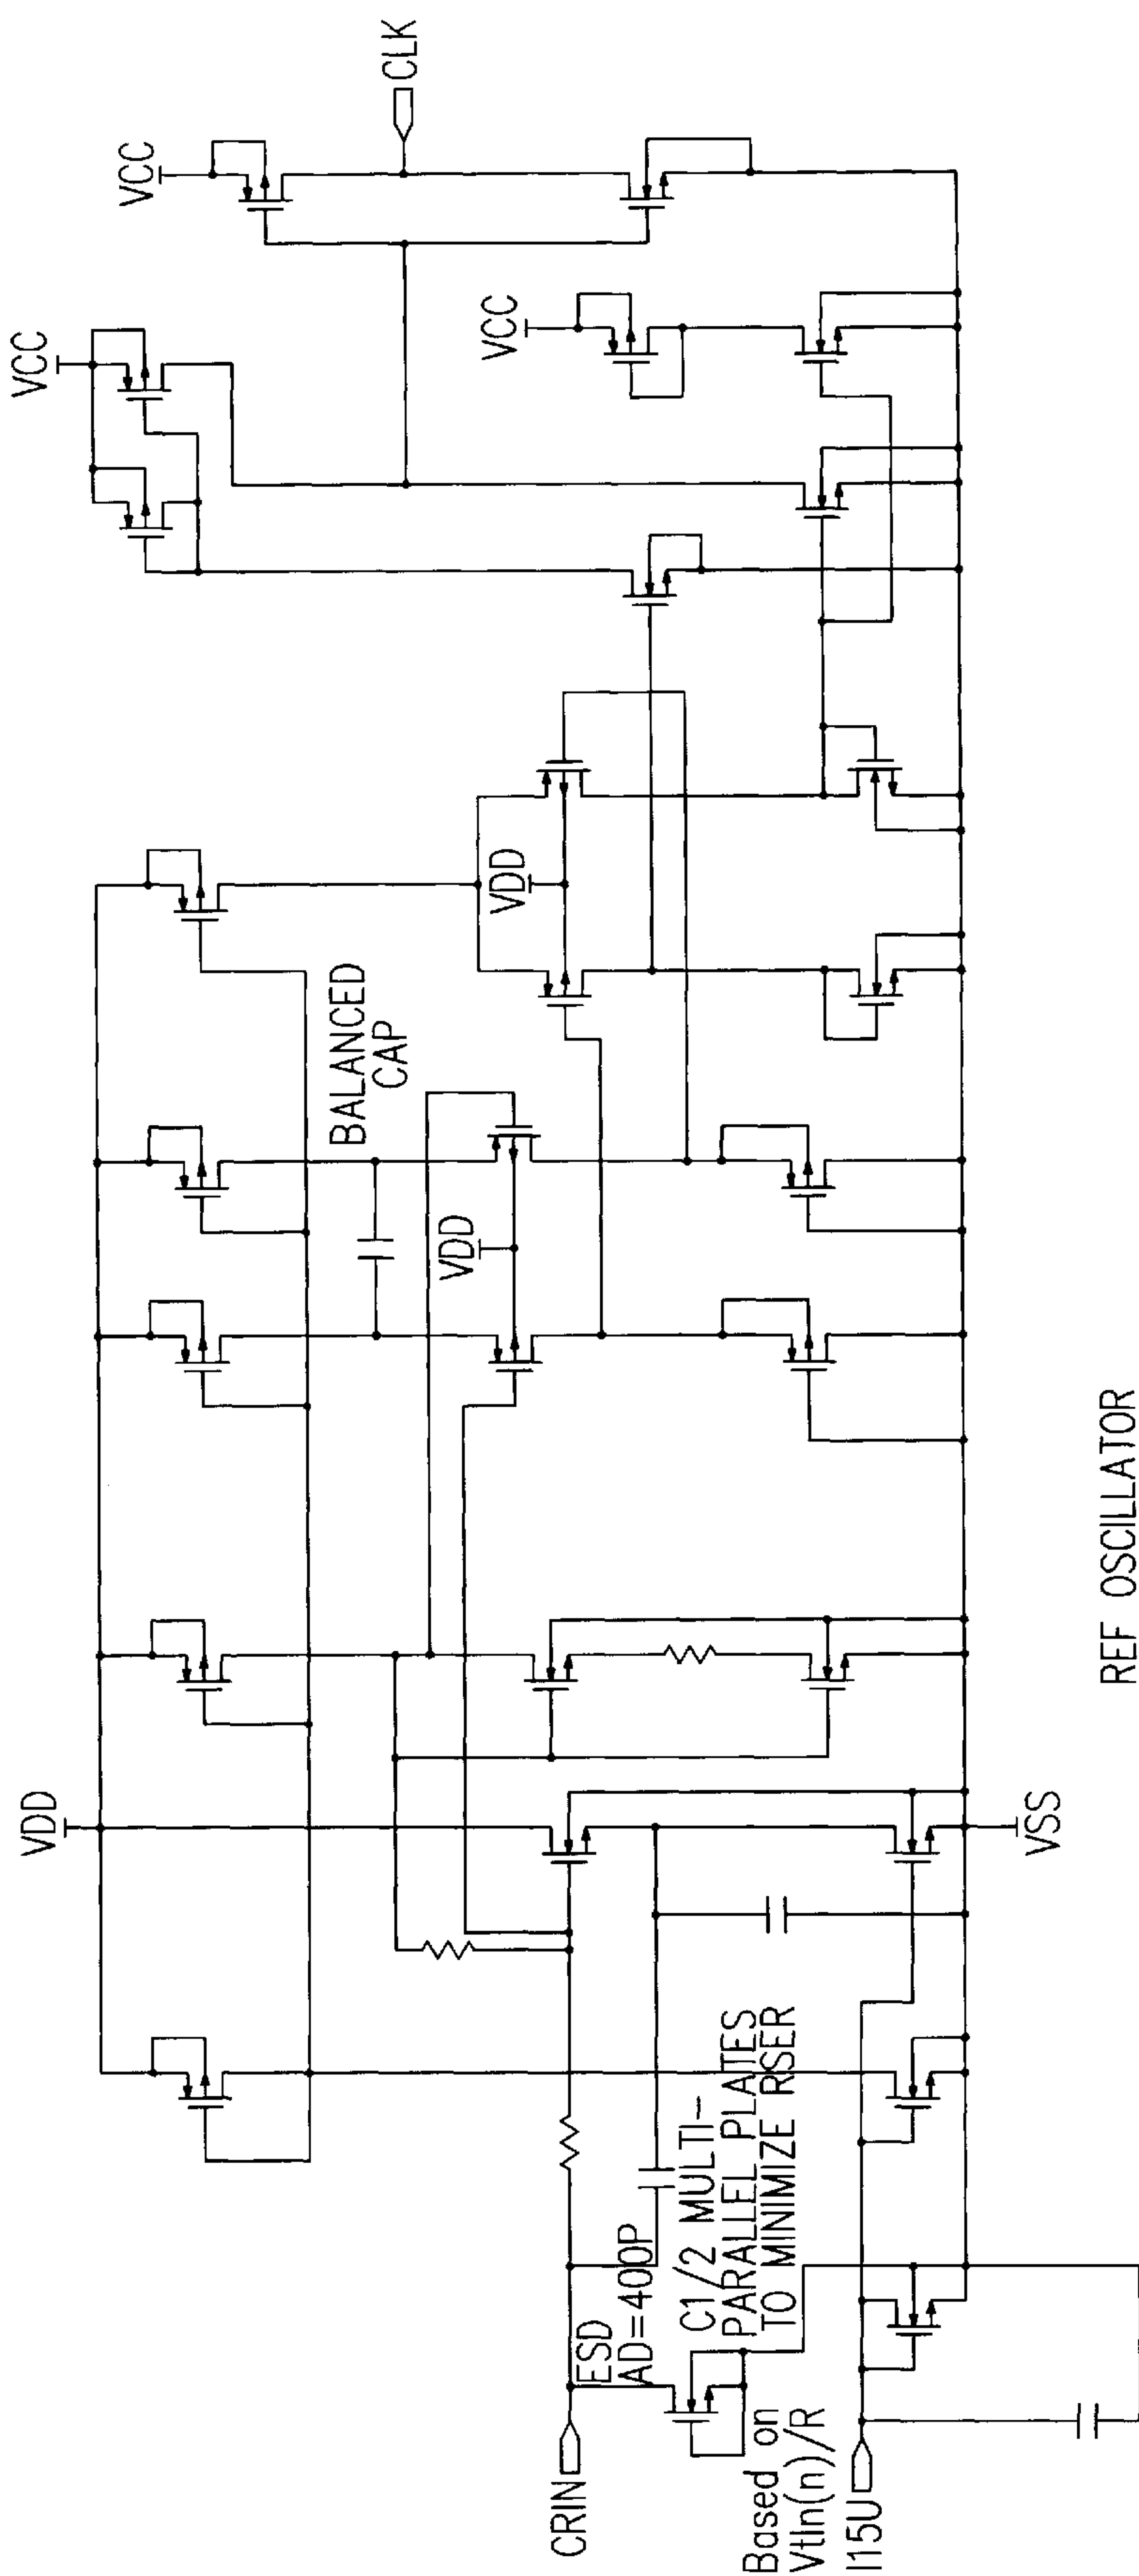 VCC
VCC
CLK
VCC
VDD
VDD
BALANCED
CAP
VDD
CRIN
ESD
AD=400P
C1/2 MULTI-
PARALLEL PLATES
TO MINIMIZE RSER
Based on
Vtln(n)/R
I15U
VSS
REF OSCILLATOR